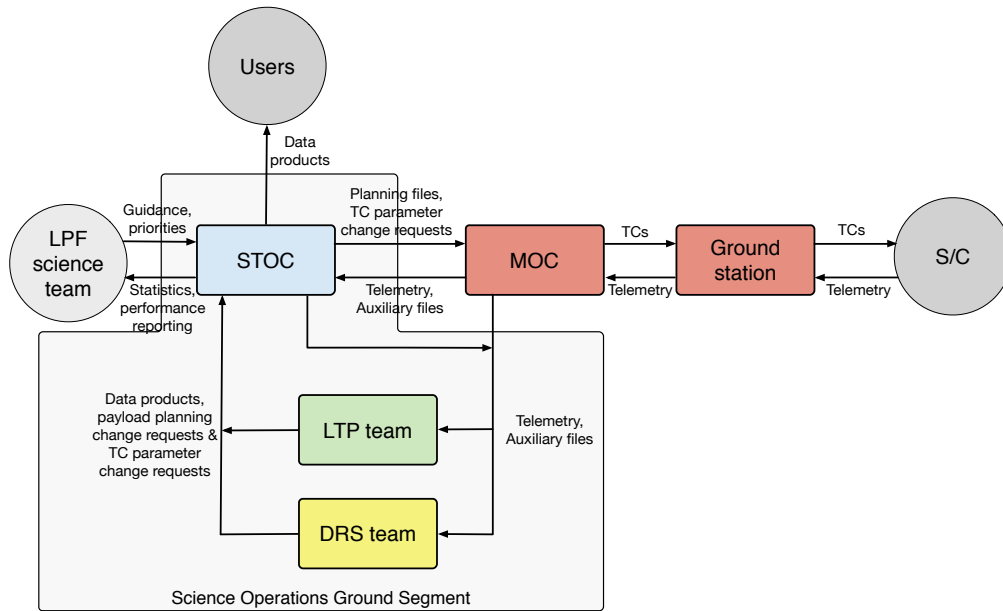 Users
Data
products
Guidance,
priorities
Planning files,
TC parameter
change requests
LPF
science
team
STOC
MOC
TCs
Ground
station
TCs
S/C
Statistics,
performance
reporting
Telemetry,
Auxiliary files
Telemetry
Telemetry
Data products,
payload planning
change requests &
TC parameter
change requests
LTP team
Telemetry,
Auxiliary files
DRS team
Science Operations Ground Segment